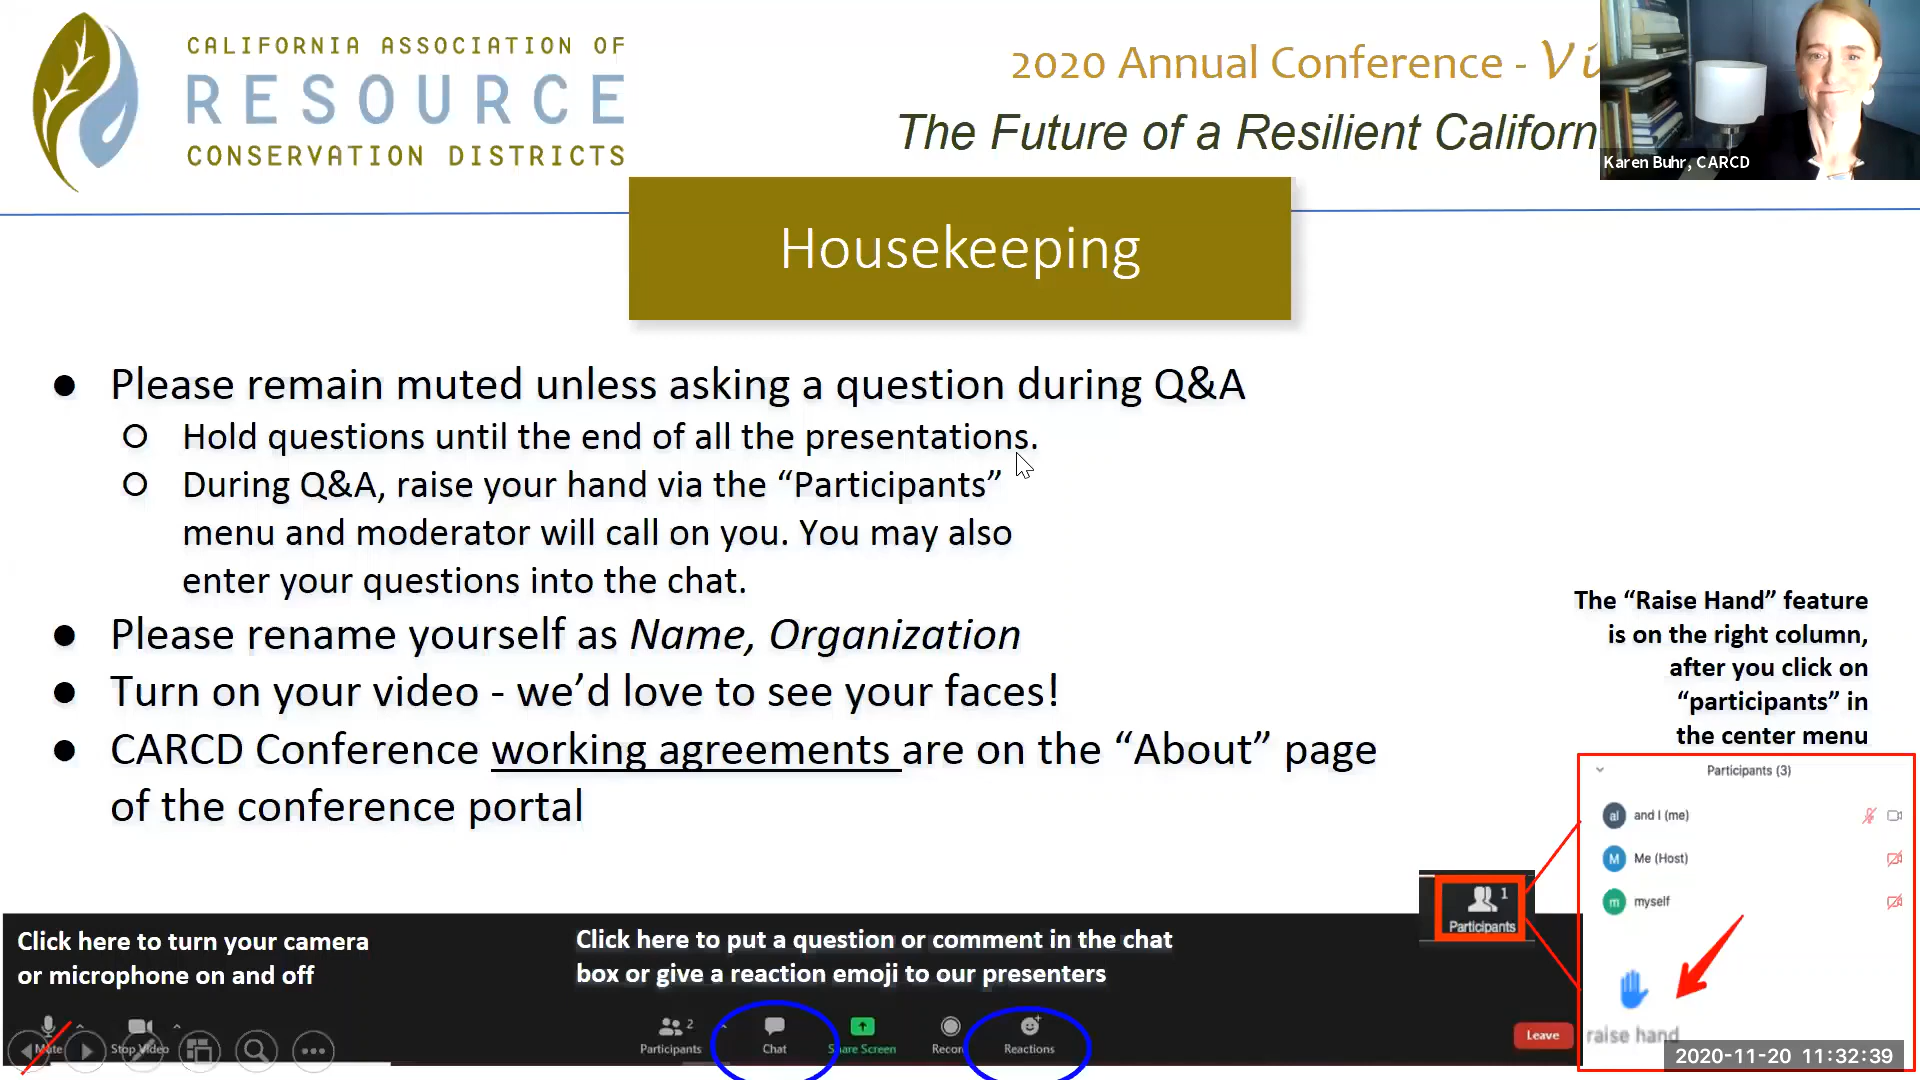 CALIFORNIA ASSOCIATION OF
RESOURCE
CONSERVATION DISTRICTS
2020 Annual Conference - Vi
The Future of a Resilient Californ
Karen Buhr, CARCD
Housekeeping
● Please remain muted unless asking a question during Q&A
○ Hold questions until the end of all the presentations.
○ During Q&A, raise your hand via the “Participants”
menu and moderator will call on you. You may also
enter your questions into the chat.
● Please rename yourself as Name, Organization
● Turn on your video - we’d love to see your faces!
● CARCD Conference working agreements are on the “About” page
of the conference portal
The “Raise Hand” feature
is on the right column,
after you click on
“participants” in
the center menu
Participants (3)
al and I (me)
M Me (Host)
m myself
raise hand
1
Participants
Click here to turn your camera
or microphone on and off
Click here to put a question or comment in the chat
box or give a reaction emoji to our presenters
Mute
Stop Video
2
Participants
Chat
Share Screen
Recor
Reactions
Leave
2020-11-20 11:32:39